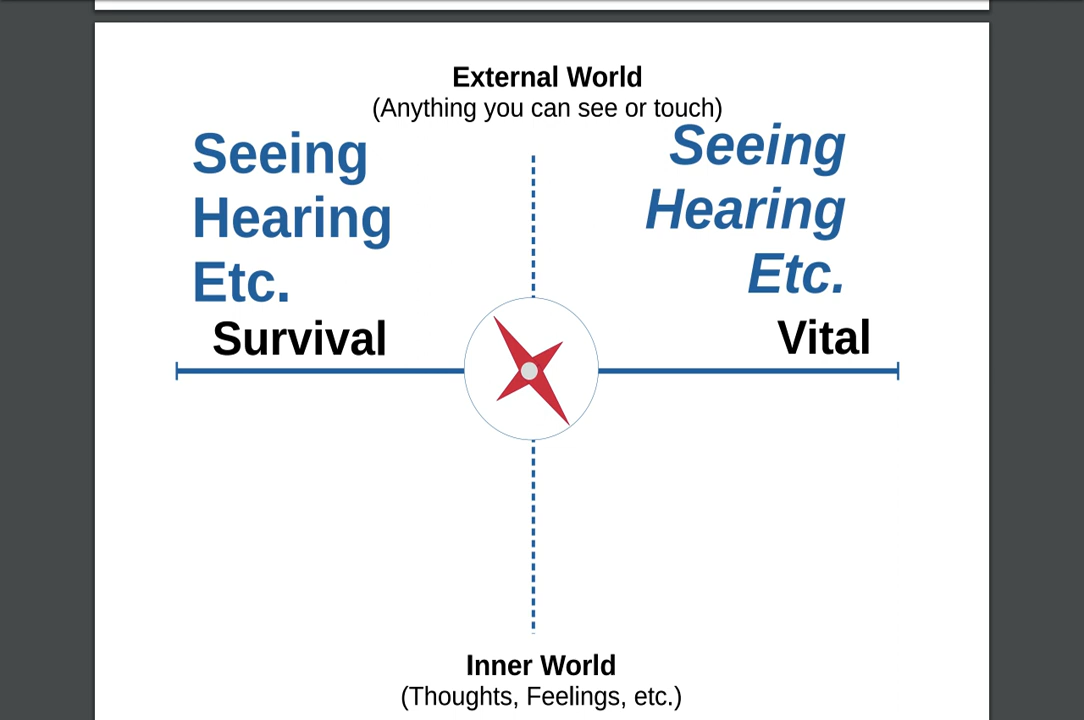 External World
(Anything you can see or touch)
Seeing
Hearing
Etc.
Survival
Seeing
Hearing
Etc.
Vital
Inner World
(Thoughts, Feelings, etc.)